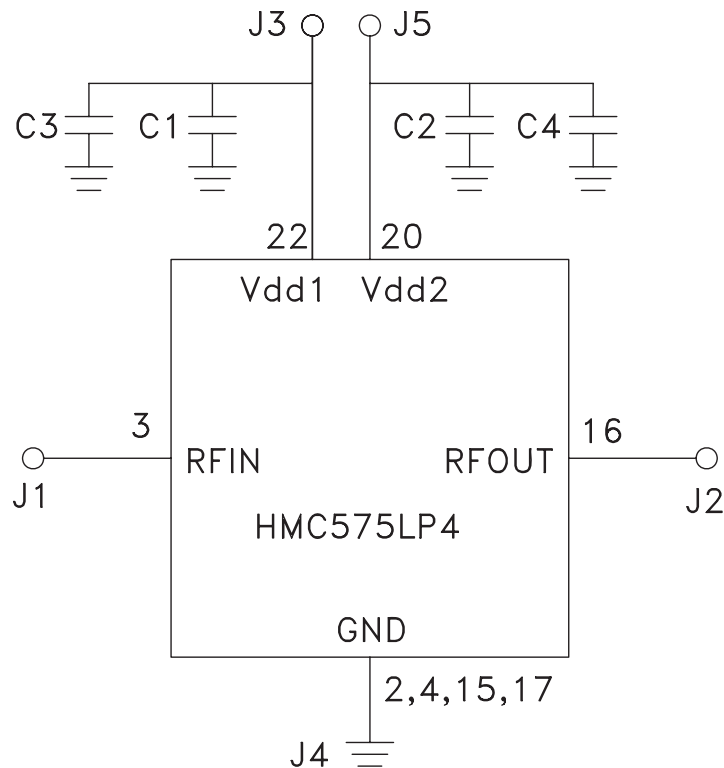 J3 J5
C3 C1 C2 C4
22 20
Vdd1 Vdd2
3 16
RFIN RFOUT
J1 J2
HMC575LP4
GND
2,4,15,17
J4